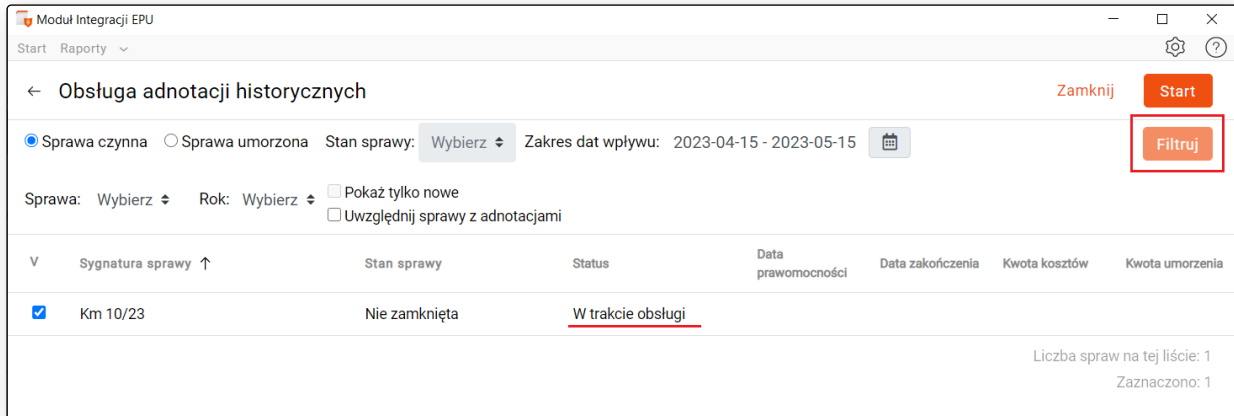 Moduł Integracji EPU
Start Raporty
Obsługa adnotacji historycznych Zamknij Start
Sprawa czynna Sprawa umorzona Stan sprawy: Wybierz Zakres dat wpływu: 2023-04-15 - 2023-05-15 Filtruj
Sprawa: Wybierz Rok: Wybierz Pokaż tylko nowe
Uwzględnij sprawy z adnotacjami
V Sygnatura sprawy ↑ Stan sprawy Status Data prawomocności Data zakończenia Kwota kosztów Kwota umorzenia
Km 10/23 Nie zamknięta W trakcie obsługi
Liczba spraw na tej liście: 1
Zaznaczono: 1